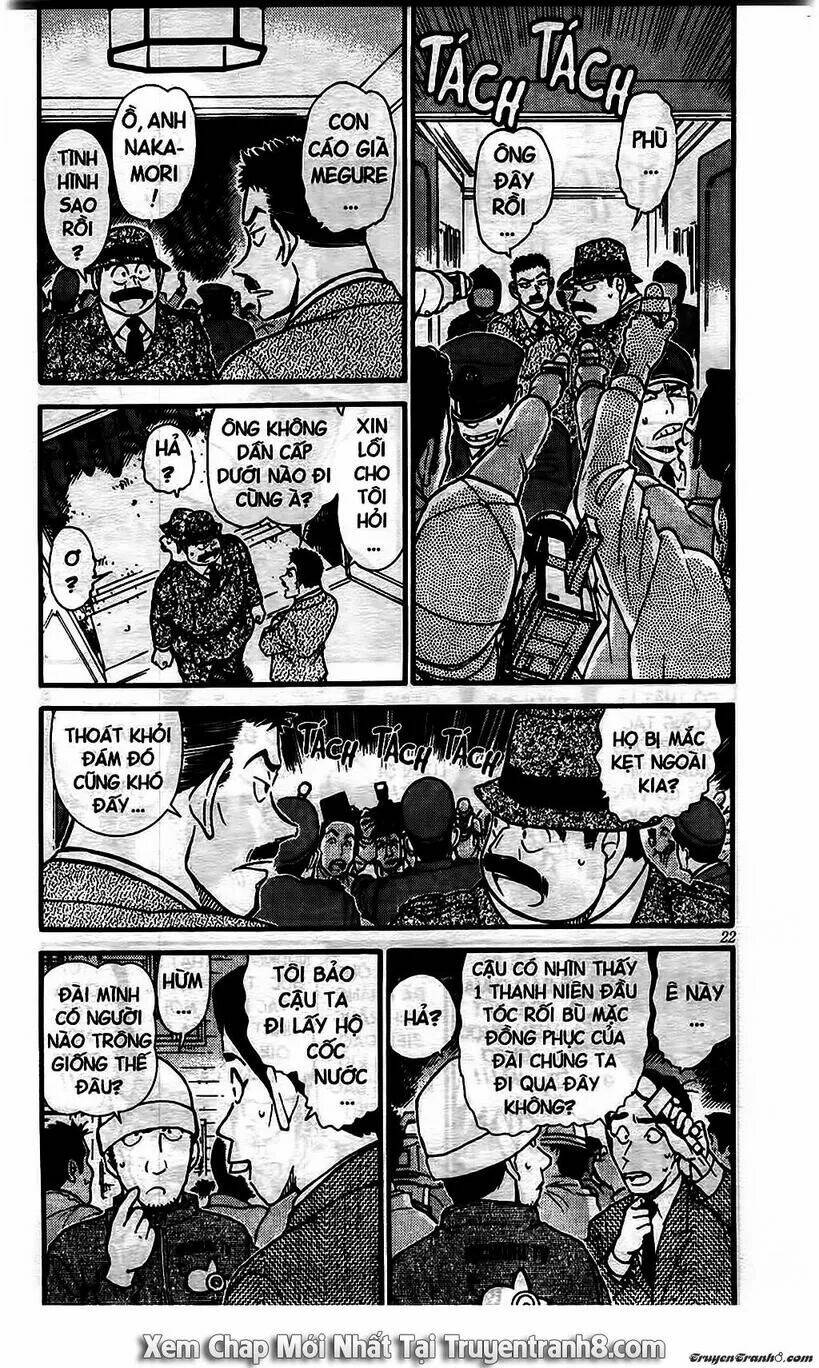 TÁCH
TÁCH
PHÙ
...
ÔNG
ĐÂY
RỒI
...
CON
CÁO GIÀ
MEGURE
...
Ồ, ANH
NAKA-
MORI
!
TÌNH
HÌNH
SAO
RỒI
?
XIN
LỖI
CHO
TÔI
HỎI
...
ÔNG KHÔNG
DẪN CẤP
DƯỚI NÀO ĐI
CÙNG À?
HẢ
?
Ơ
?
HỌ BỊ MẮC
KẸT NGOÀI
KIA?
TÁCH TÁCH TÁCH
THOÁT KHỎI
ĐÁM ĐÓ
CŨNG KHÓ
ĐẤY...
22
Ê NÀY
...
CẬU CÓ NHÌN THẤY
1 THANH NIÊN ĐẦU
TÓC RỐI BÙ MẶC
ĐỒNG PHỤC CỦA
ĐÀI CHÚNG TA
ĐI QUA ĐÂY
KHÔNG?
HẢ?
TÔI BẢO
CẬU TA
ĐI LẤY HỘ
CỐC
NƯỚC
...
HỪM
...
ĐÀI MÌNH
CÓ NGƯỜI
NÀO TRÔNG
GIỐNG THẾ
ĐÂU?
Xem Chap Mới Nhất Tại Truyentranh8.com
TruyenTranh8.com